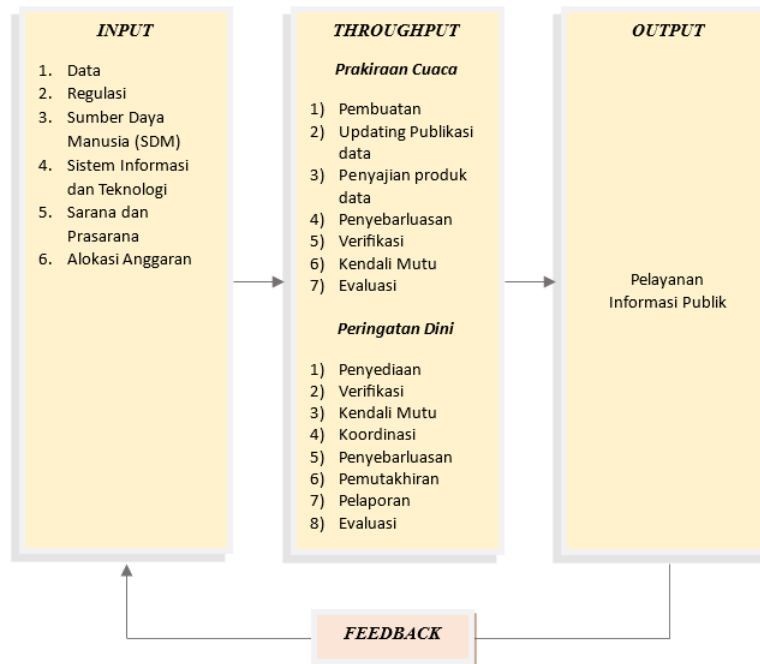 INPUT
1. Data
2. Regulasi
3. Sumber Daya
Manusia (SDM)
4. Sistem Informasi
dan Teknologi
5. Sarana dan
Prasarana
6. Alokasi Anggaran
THROUGHPUT
Prakiraan Cuaca
1) Pembuatan
2) Updating Publikasi
data
3) Penyajian produk
data
4) Penyebarluasan
5) Verifikasi
6) Kendali Mutu
7) Evaluasi
Peringatan Dini
1) Penyediaan
2) Verifikasi
3) Kendali Mutu
4) Koordinasi
5) Penyebarluasan
6) Pemutakhiran
7) Pelaporan
8) Evaluasi
OUTPUT
Pelayanan
Informasi Publik
FEEDBACK